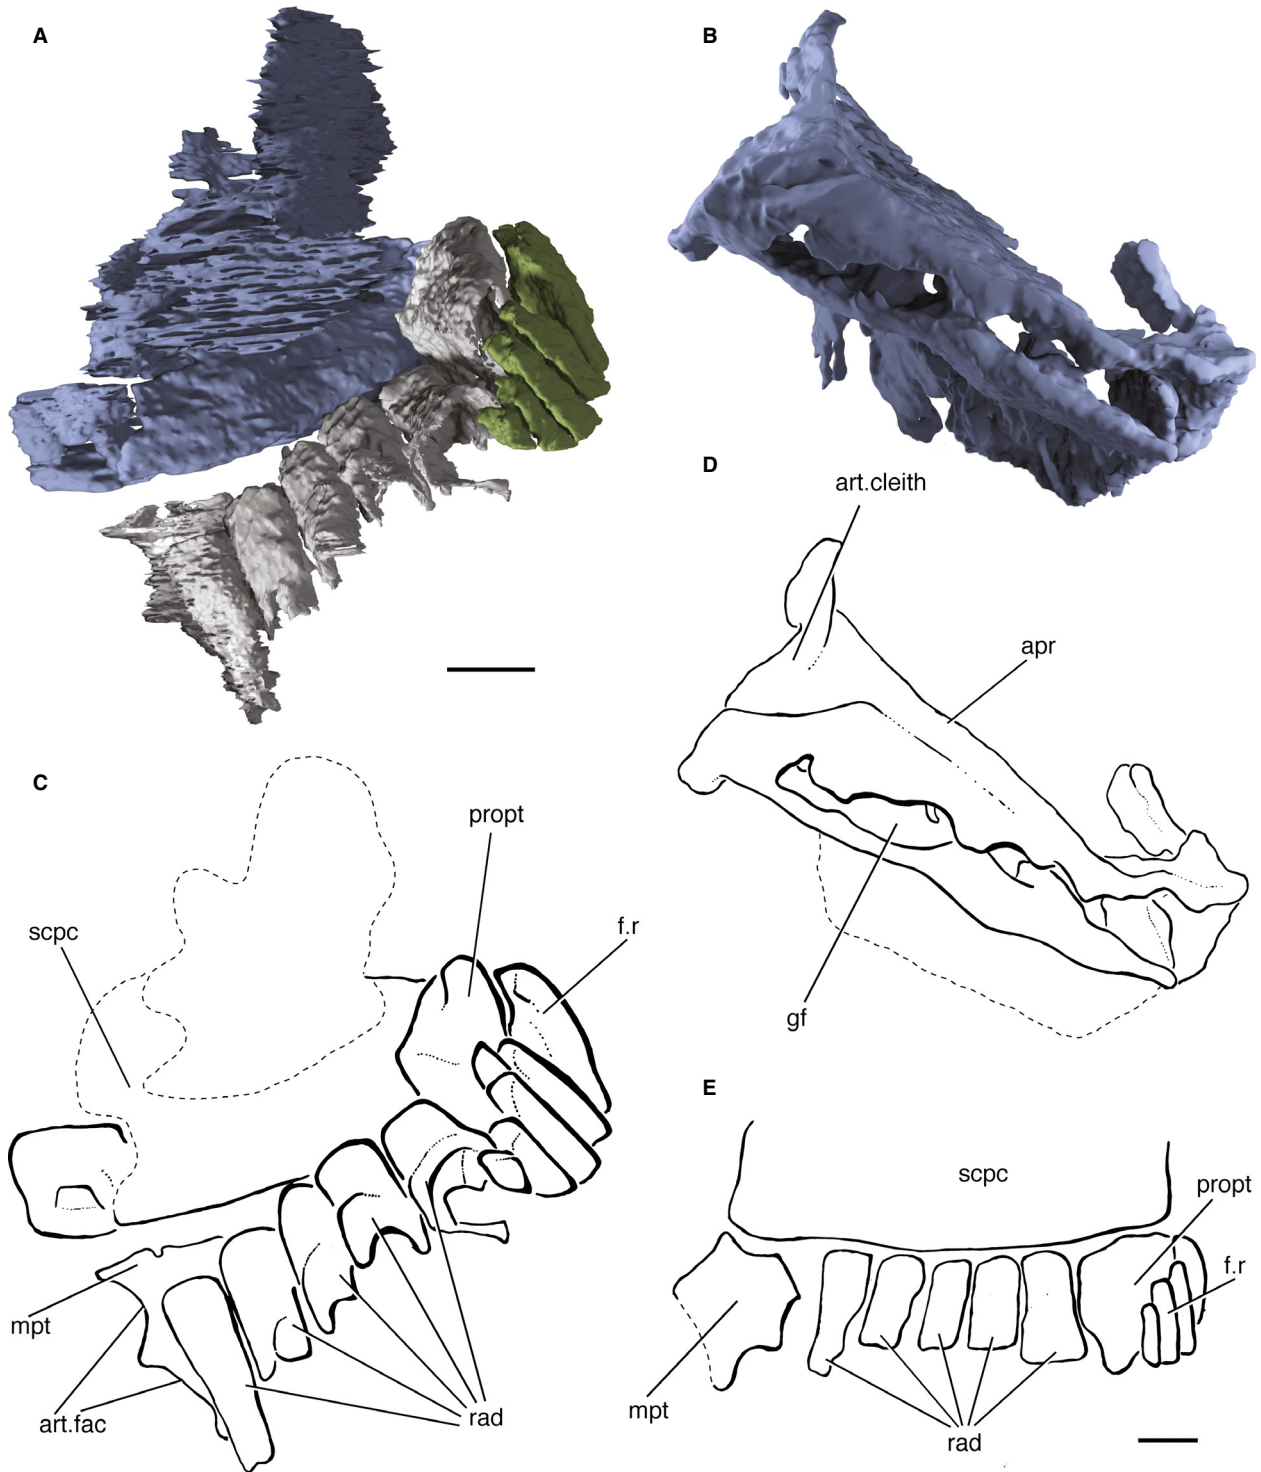 A
B
D
art.cleith
apr
C
propt
f.r
scpc
gf
E
scpc
propt
f.r
mpt
art.fac
rad
mpt
rad